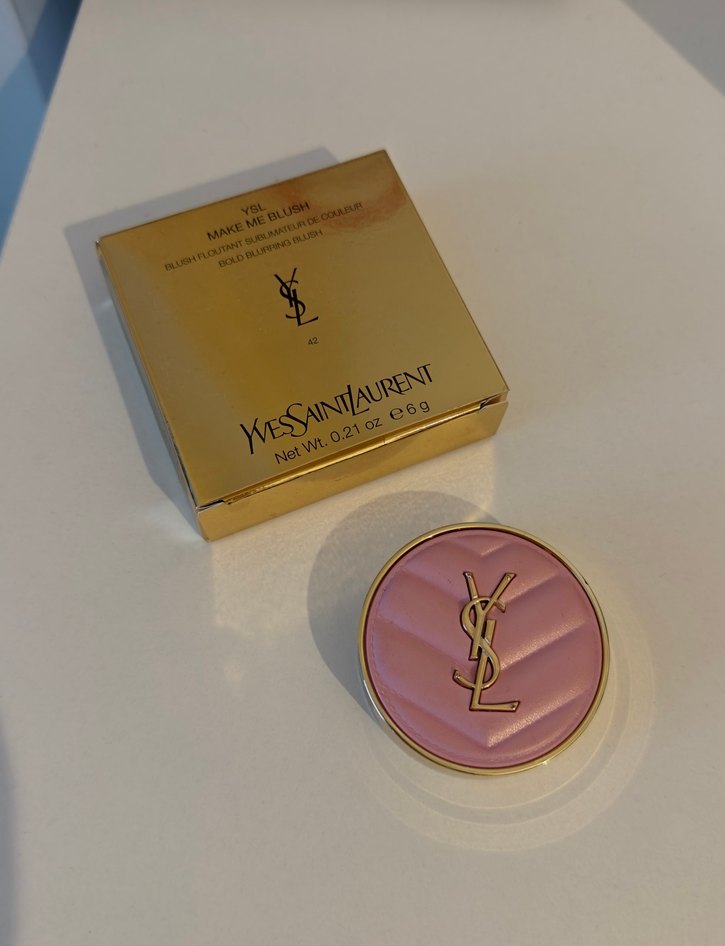 YSL
MAKE ME BLUSH
BLUSH FLOUTANT SUBLIMATEUR DE COULEUR
BOLD BLURRING BLUSH
YSL
42
YVESSAINTLAURENT
Net Wt. 0.21 oz ℮ 6 g
YSL